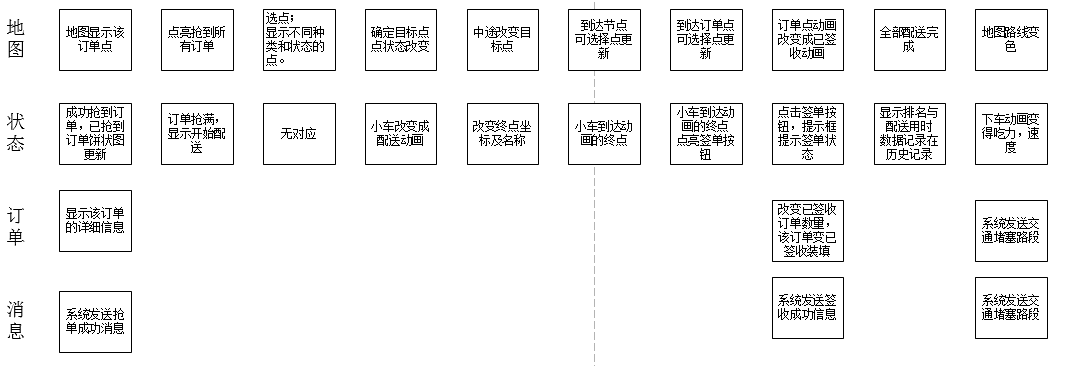 地图
地图显示该
订单点
点亮抢到所
有订单
选点；
显示不同种
类和状态的
点。
确定目标点
点状态改变
中途改变目
标点
到达节点
可选择点更
新
到达订单点
可选择点更
新
订单点动画
改变成已签
收动画
全部配送完
成
地图路线变
色
状态
成功抢到订
单，已抢到
订单饼状图
更新
订单抢满，
显示开始配
送
无对应
小车改变成
配送动画
改变终点坐
标及名称
小车到达动
画的终点
小车到达动
画的终点
点亮签单按
钮
点击签单按
钮，提示框
提示签单状
态
显示排名与
配送用时
数据记录在
历史记录
下车动画变
得吃力，速
度
订单
显示该订单
的详细信息
改变已签收
订单数量，
该订单变已
签收装填
系统发送交
通堵塞路段
消息
系统发送抢
单成功消息
系统发送签
收成功信息
系统发送交
通堵塞路段